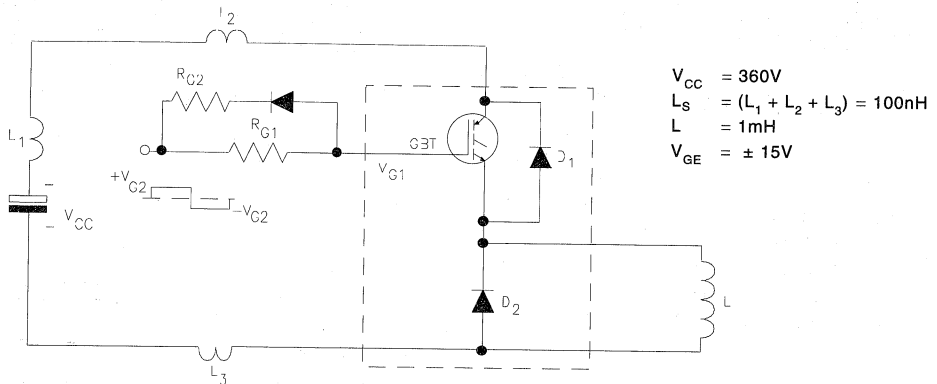 L2
RG2
RG1
L1
VG1
D1
+VG2
−VG2
VCC
D2
L
L3
VCC = 360V
LS = (L1 + L2 + L3) = 100nH
L = 1mH
VGE = ± 15V